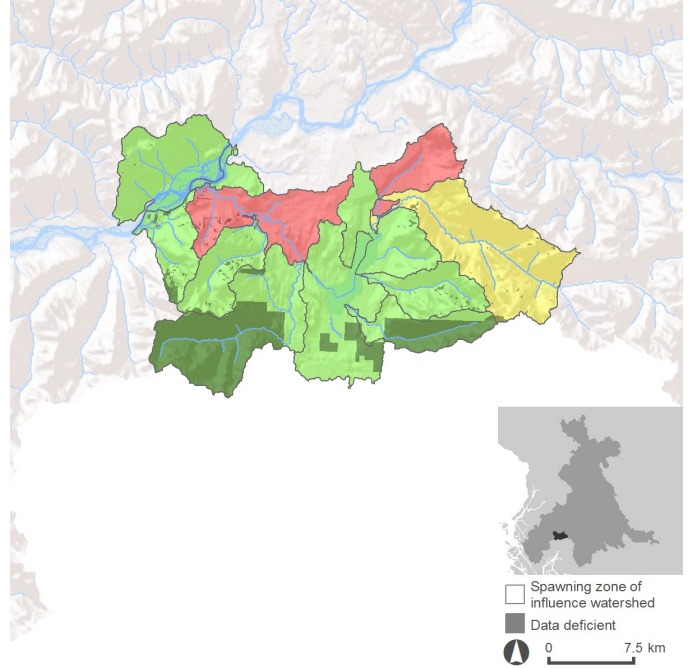 Spawning zone of
influence watershed
Data deficient
0 7.5 km